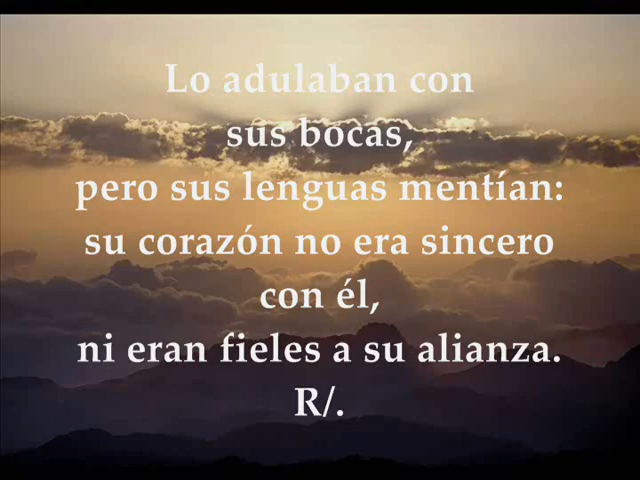 Lo adulaban con
sus bocas,
pero sus lenguas mentían:
su corazón no era sincero
con él,
ni eran fieles a su alianza.
R/.